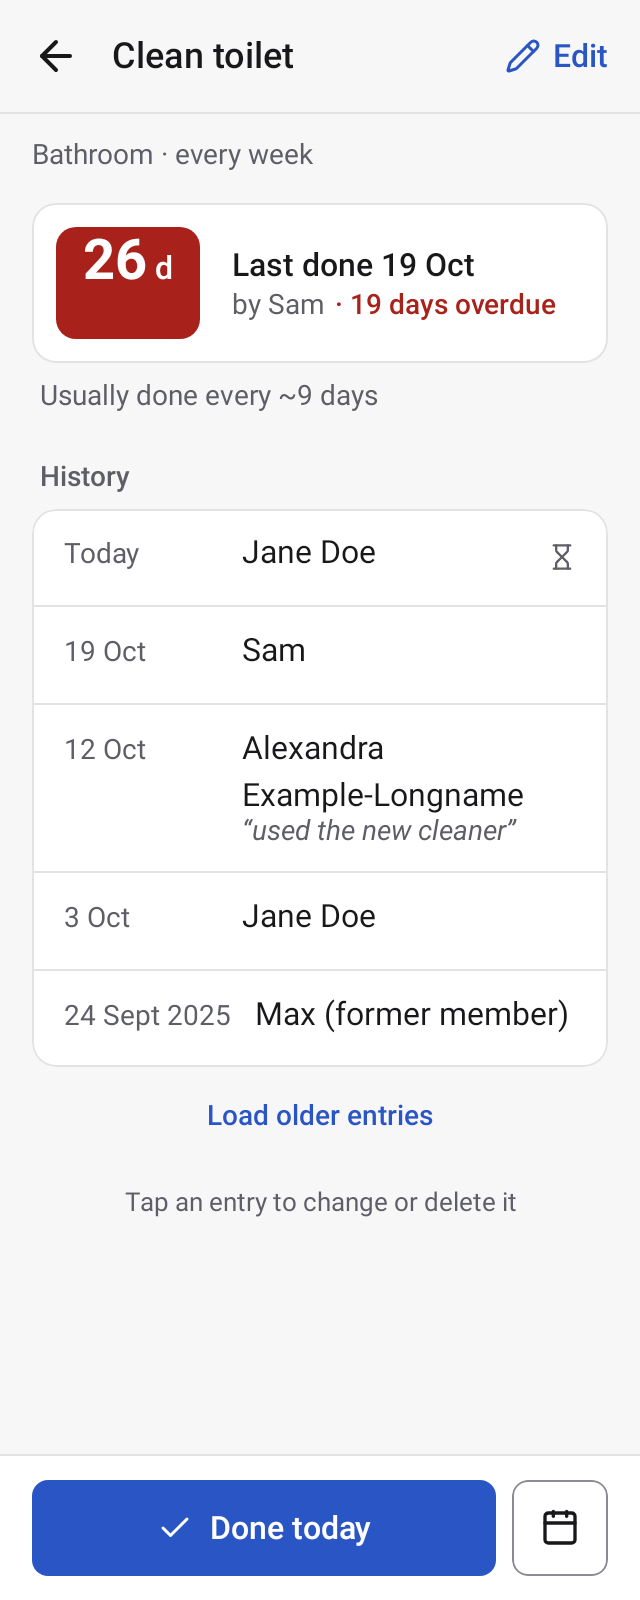 Clean toilet
Edit
Bathroom · every week
26 d
Last done 19 Oct
by Sam · 19 days overdue
Usually done every ~9 days
History
Today Jane Doe
19 Oct Sam
12 Oct Alexandra
Example-Longname
“used the new cleaner”
3 Oct Jane Doe
24 Sept 2025 Max (former member)
Load older entries
Tap an entry to change or delete it
Done today